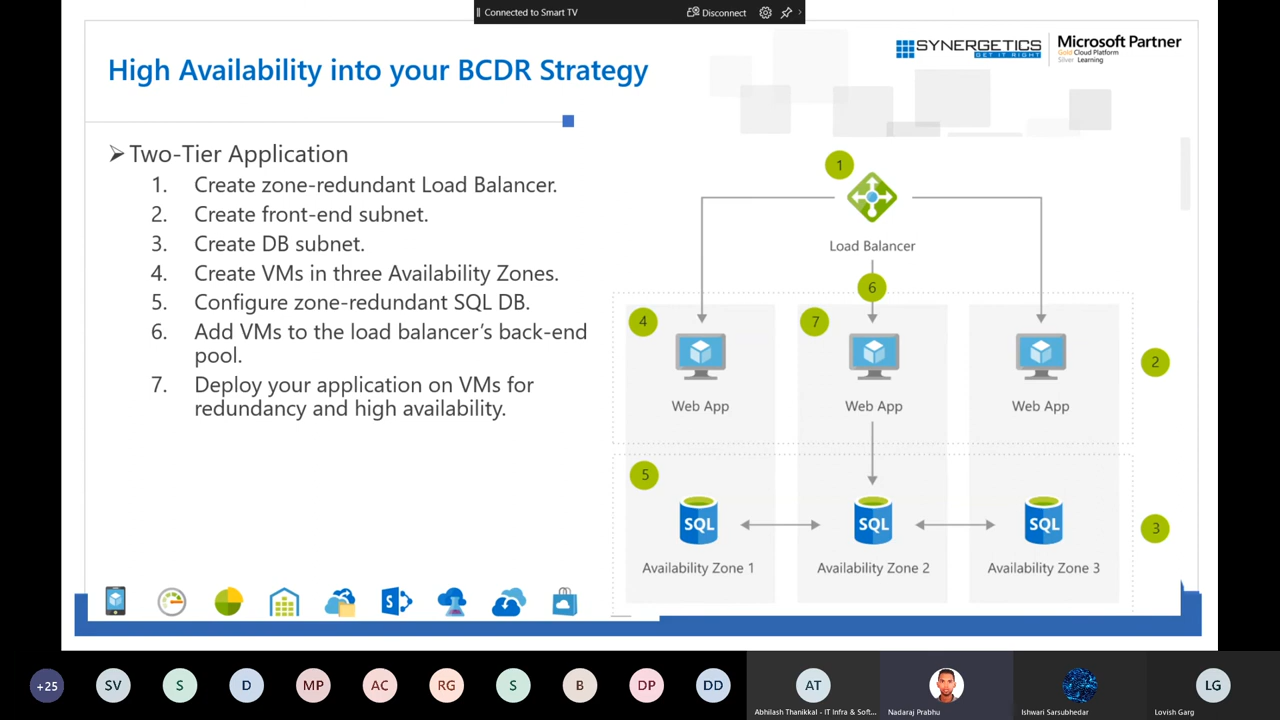 Connected to Smart TV
Disconnect
SYNERGETICS
GET IT RIGHT
Microsoft Partner
Gold Cloud Platform
Silver Learning
High Availability into your BCDR Strategy
Two-Tier Application
1. Create zone-redundant Load Balancer.
2. Create front-end subnet.
3. Create DB subnet.
4. Create VMs in three Availability Zones.
5. Configure zone-redundant SQL DB.
6. Add VMs to the load balancer’s back-end
pool.
7. Deploy your application on VMs for
redundancy and high availability.
1
Load Balancer
6
4
7
Web App
Web App
Web App
2
5
SQL
SQL
SQL
3
Availability Zone 1
Availability Zone 2
Availability Zone 3
S
+25
SV
S
D
MP
AC
RG
S
B
DP
DD
AT
LG
Abhilash Thanikkal - IT Infra & Soft...
Nadaraj Prabhu
Ishwari Sarsubhedar
Lovish Garg